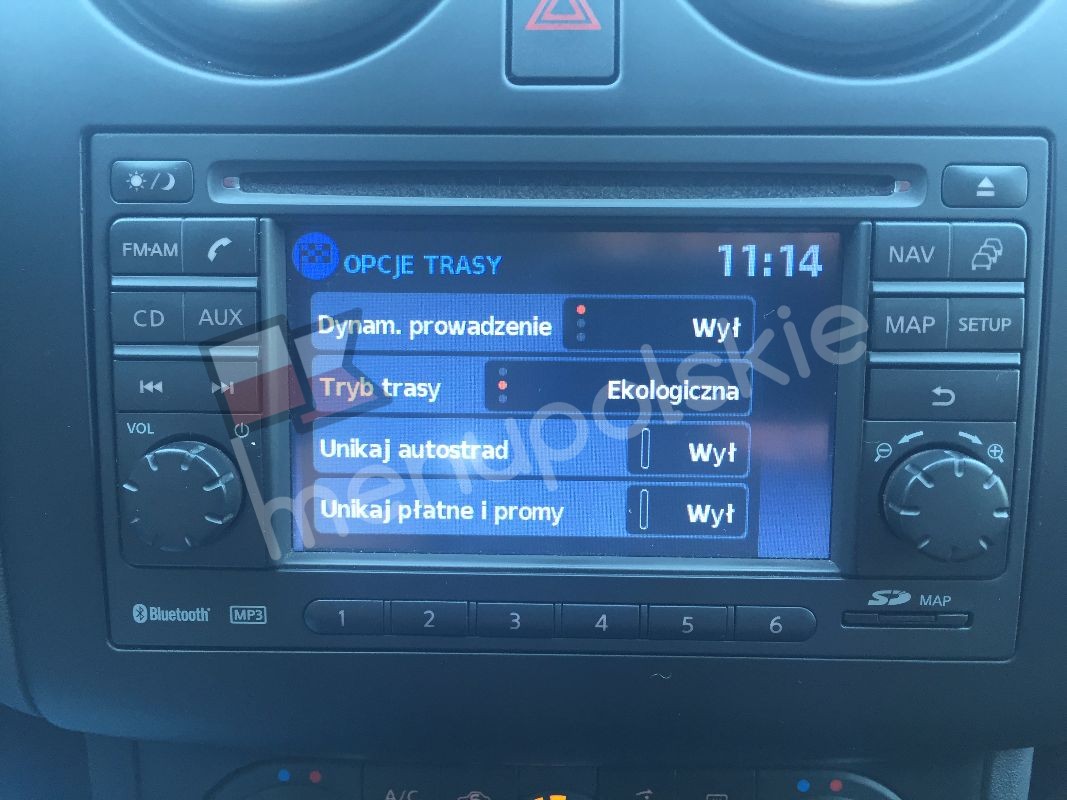 OPCJE TRASY
11:14
Dynam. prowadzenie
Wył
Tryb trasy
Ekologiczna
Unikaj autostrad
Wył
Unikaj płatne i promy
Wył
FM·AM
CD
AUX
VOL
NAV
MAP
SETUP
Bluetooth
MP3
1
2
3
4
5
6
SD
MAP
A/C
menupolskie